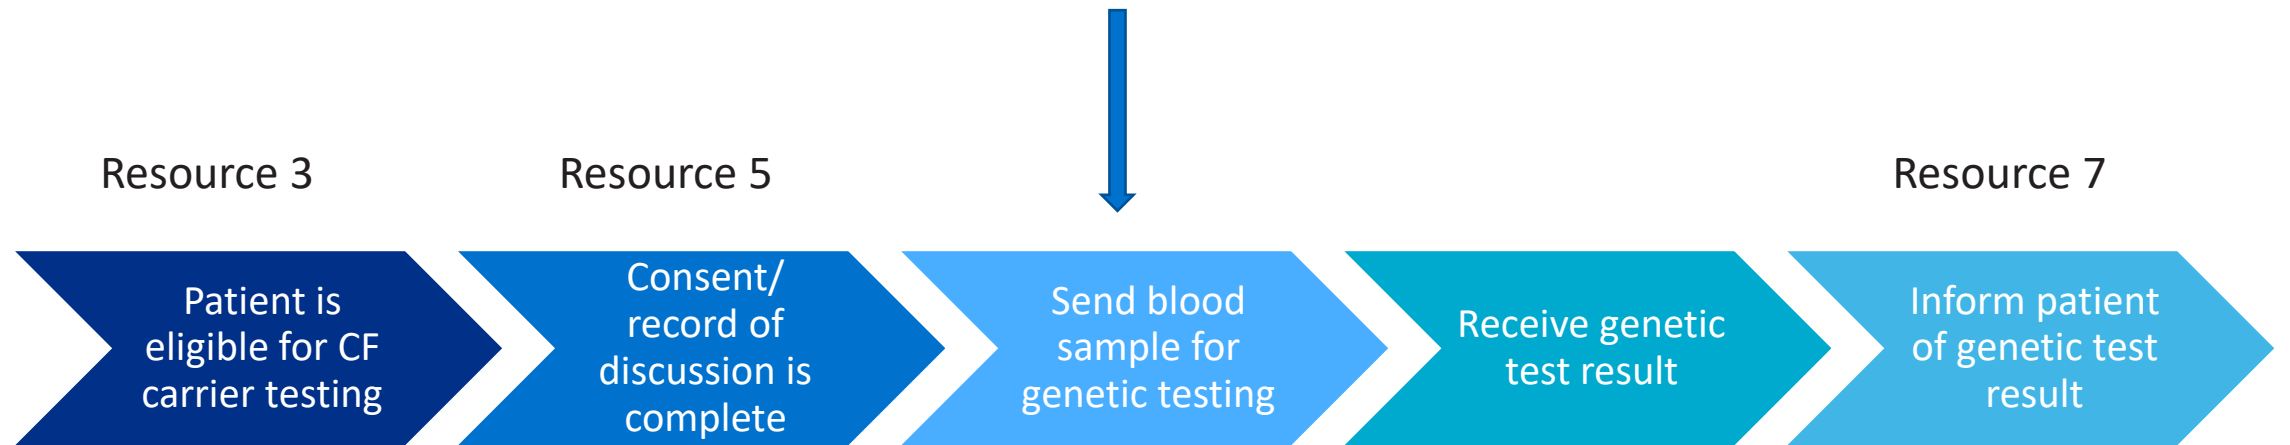 Resource 3
Resource 5
Resource 7
Patient is
eligible for CF
carrier testing
Consent/
record of
discussion is
complete
Send blood
sample for
genetic testing
Receive genetic
test result
Inform patient
of genetic test
result